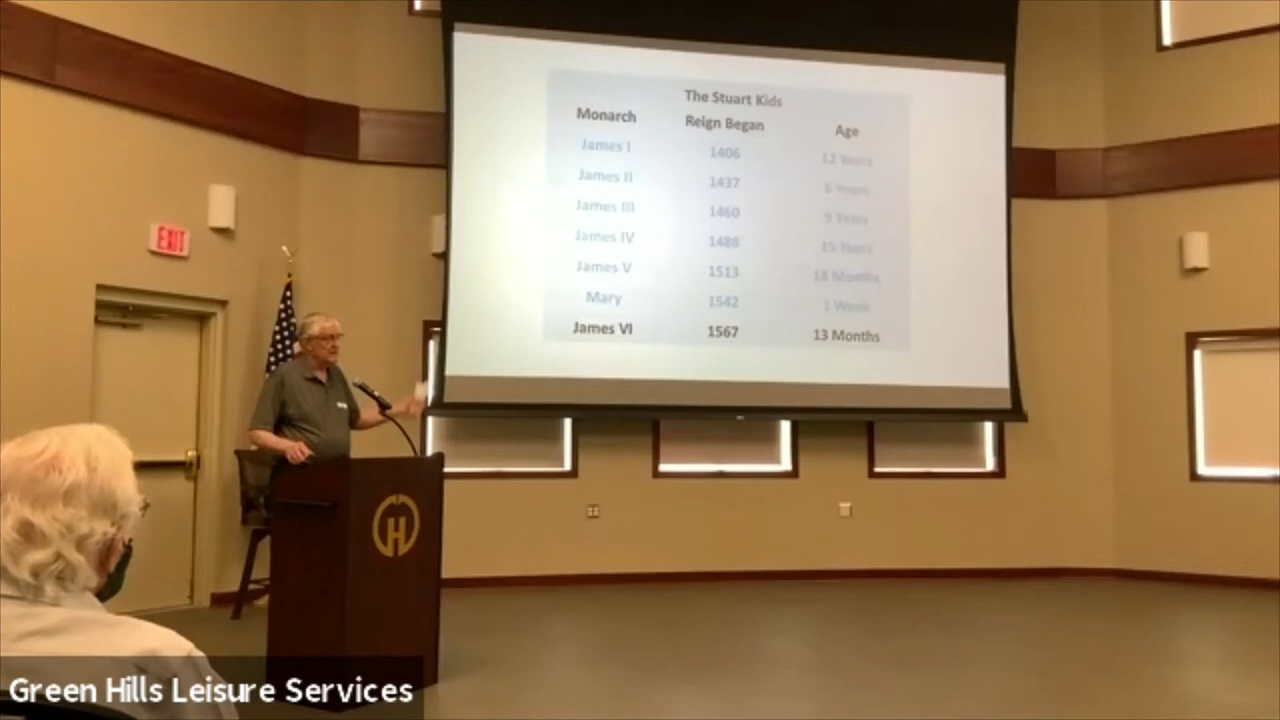 The Stuart Kids
Monarch Reign Began Age
James I 1406 12 Years
James II 1437 6 Years
James III 1460 9 Years
James IV 1488 15 Years
James V 1513 18 Months
Mary 1542 1 Week
James VI 1567 13 Months
EXIT
H
Green Hills Leisure Services